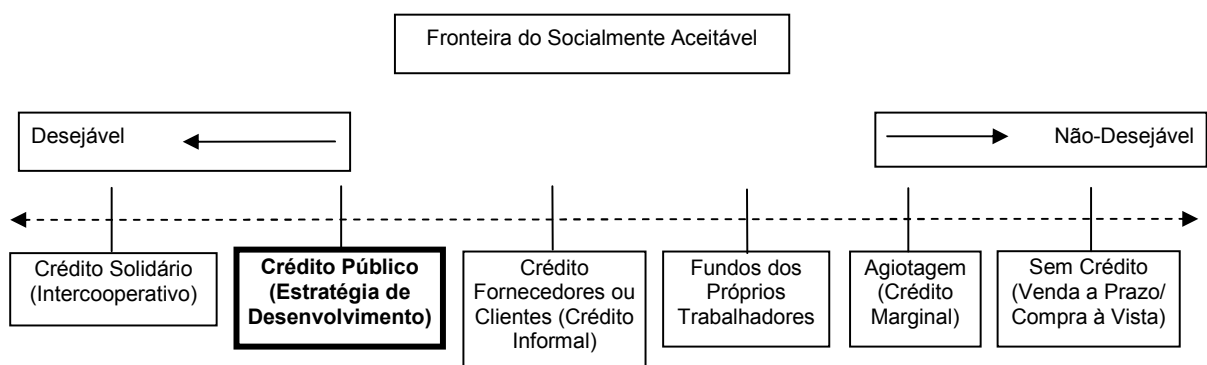 Fronteira do Socialmente Aceitável
Desejável
Não-Desejável
Crédito Solidário
(Intercooperativo)
Crédito Público
(Estratégia de
Desenvolvimento)
Crédito
Fornecedores ou
Clientes (Crédito
Informal)
Fundos dos
Próprios
Trabalhadores
Agiotagem
(Crédito
Marginal)
Sem Crédito
(Venda a Prazo/
Compra à Vista)